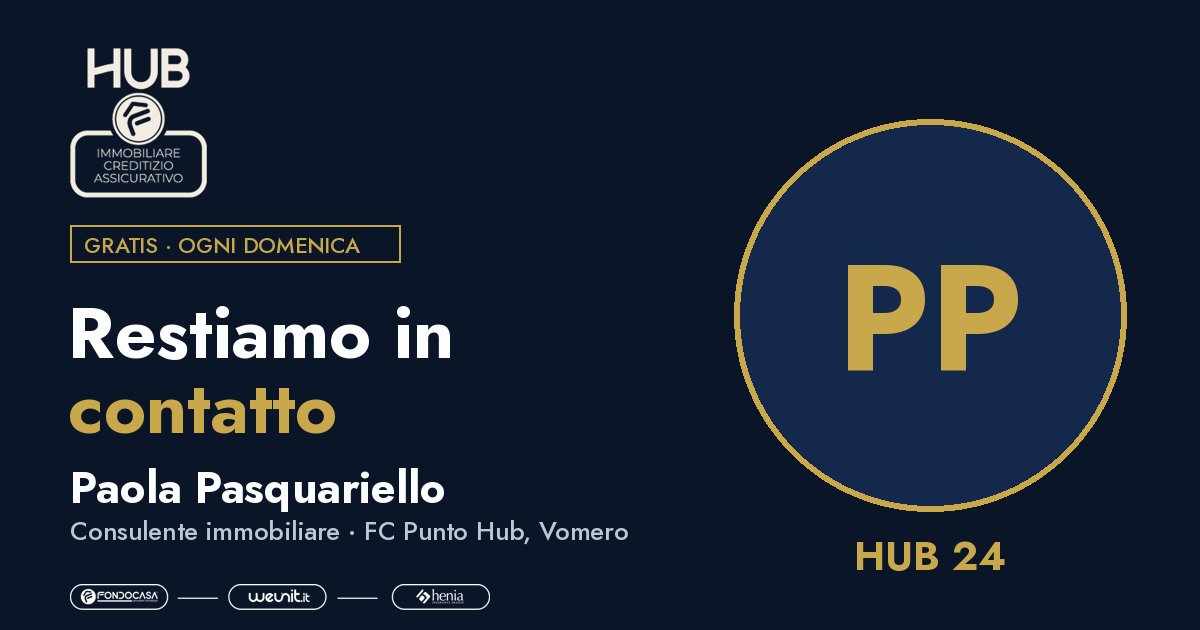 HUB
IMMOBILIARE
CREDITIZIO
ASSICURATIVO
GRATIS · OGNI DOMENICA
Restiamo in
contatto
Paola Pasquariello
Consulente immobiliare · FC Punto Hub, Vomero
PP
HUB 24
FONDOCASA
weunit.it
henia